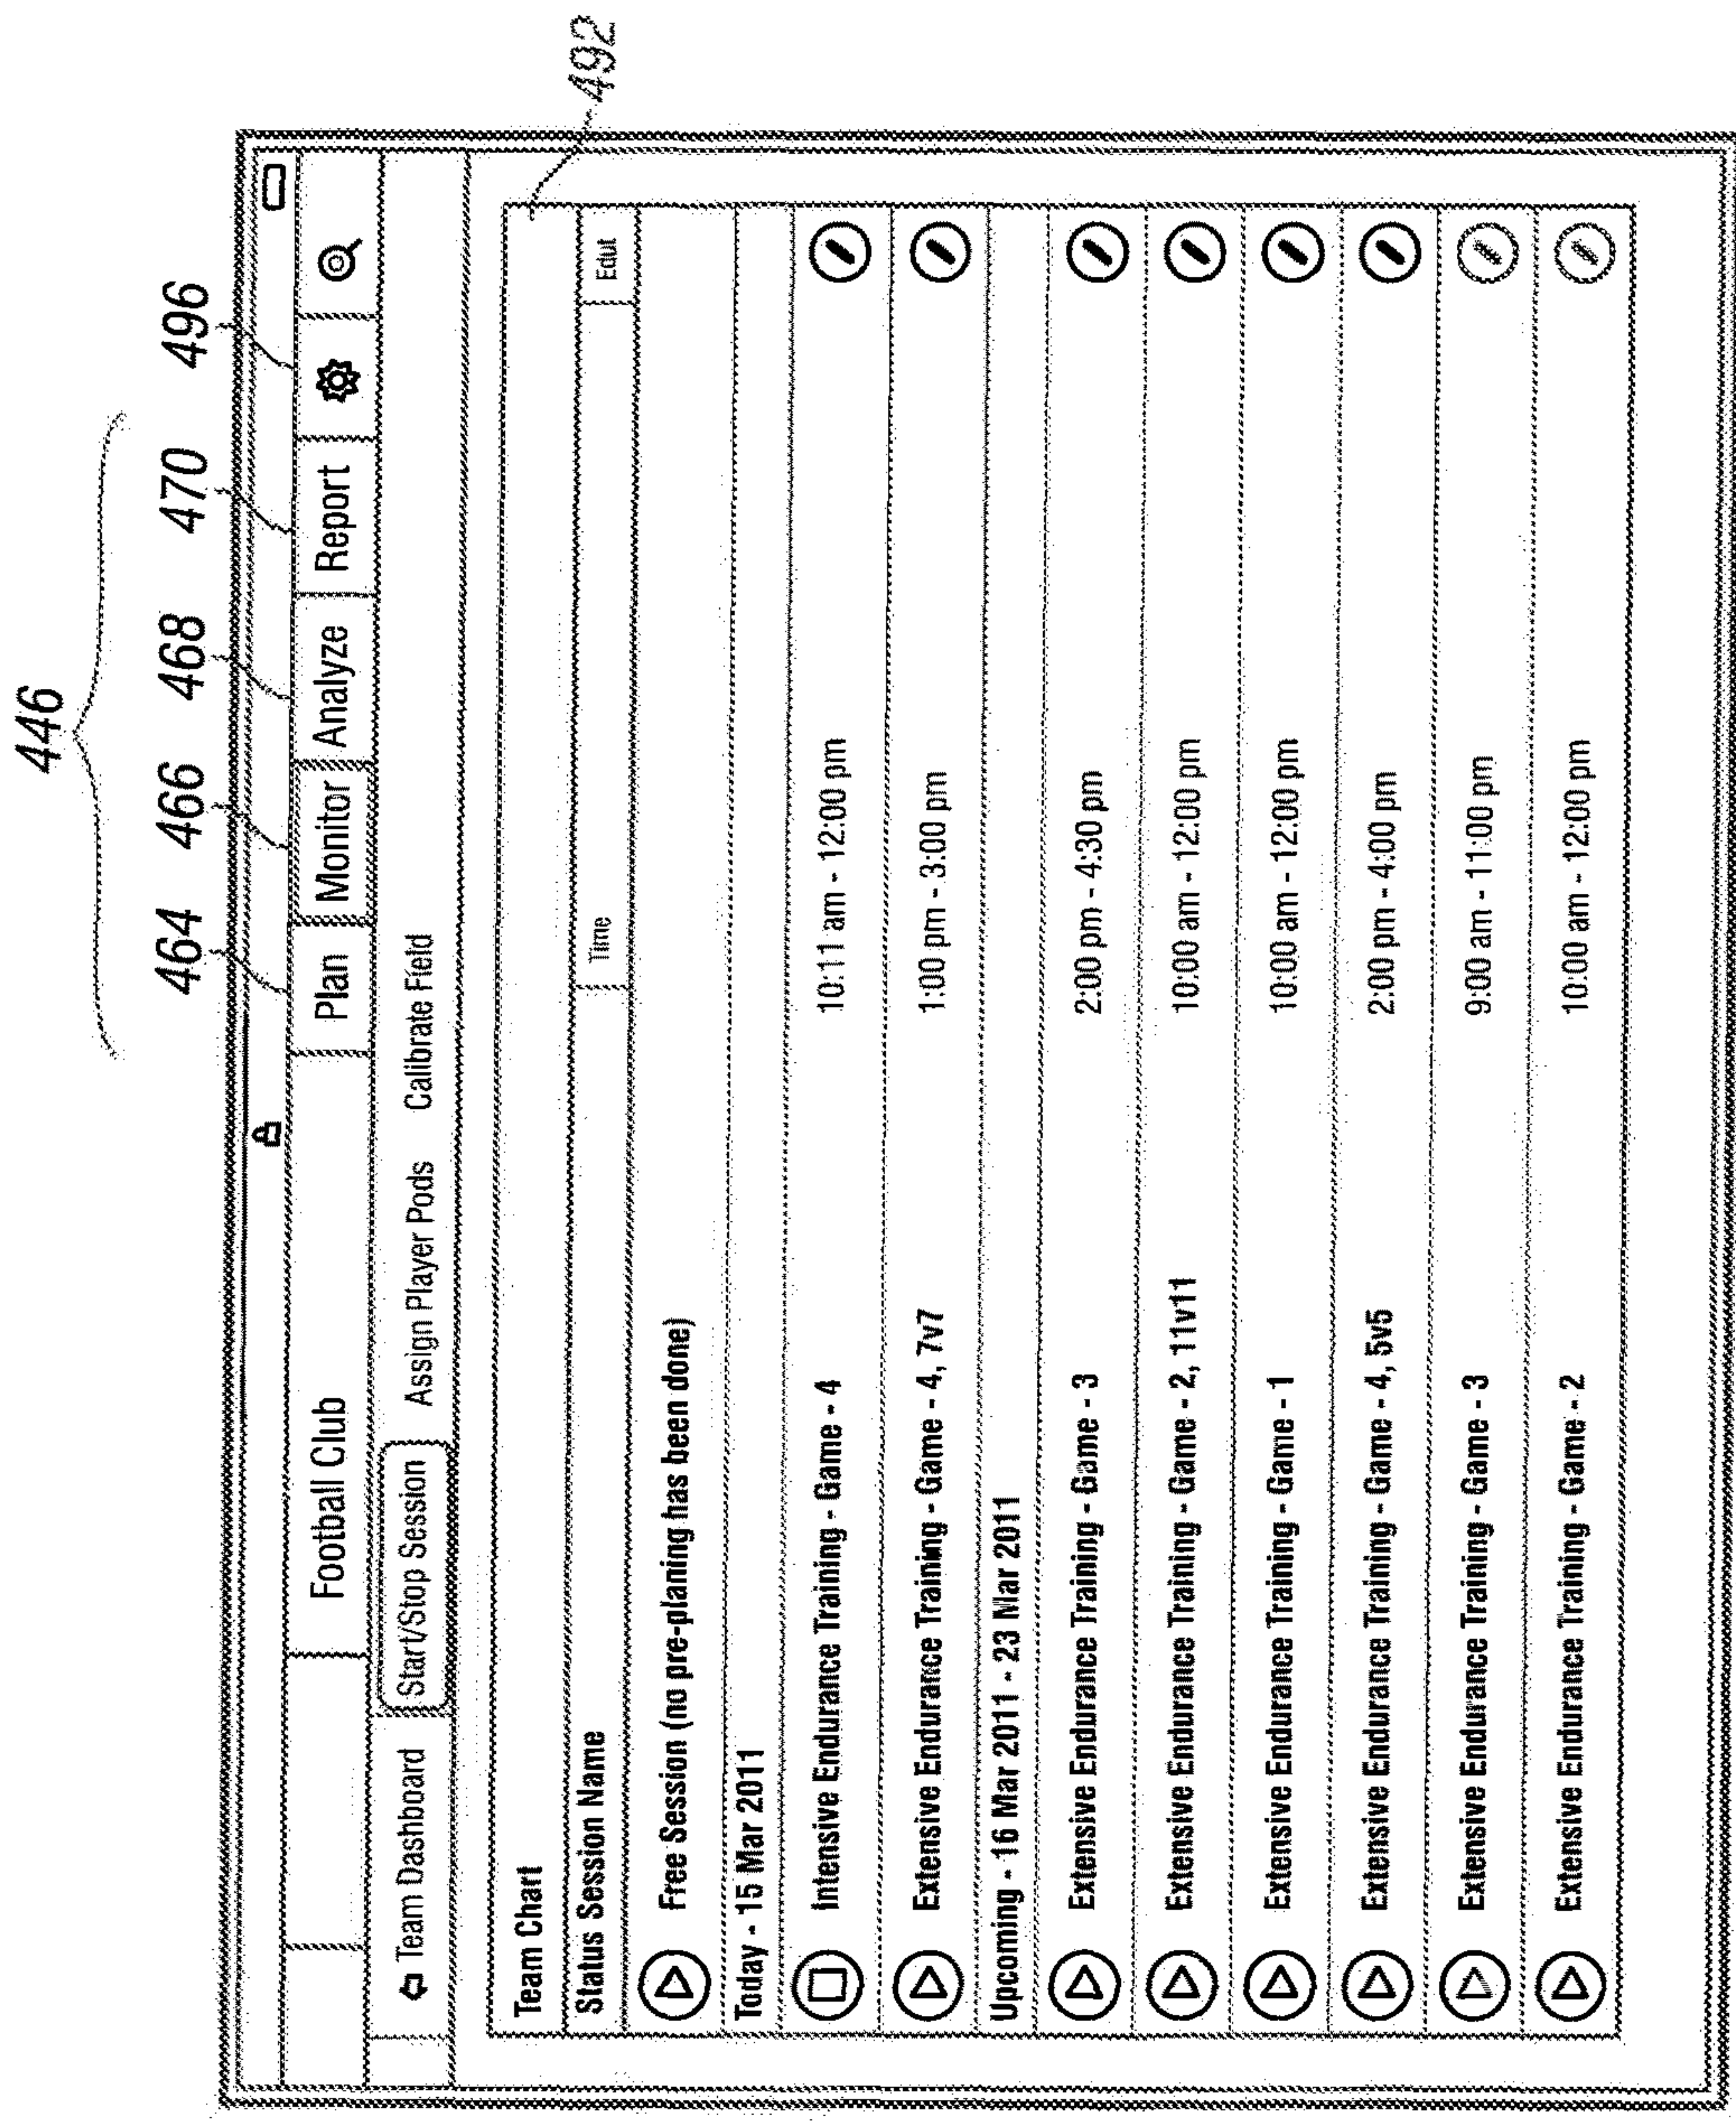 446
464 466 468 470 496
Football Club Plan Monitor Analyze Report
Team Dashboard Start/Stop Session Assign Player Pods Calibrate Field
492
Team Chart
Status Session Name Time Edut
Free Session (no pre-planing has been done)
Today - 15 Mar 2011
Intensive Endurance Training - Game - 4 10:11 am - 12:00 pm
Extensive Endurance Training - Game - 4, 7v7 1:00 pm - 3:00 pm
Upcoming - 16 Mar 2011 - 23 Mar 2011
Extensive Endurance Training - Game - 3 2:00 pm - 4:30 pm
Extensive Endurance Training - Game - 2, 11v11 10:00 am - 12:00 pm
Extensive Endurance Training - Game - 1 10:00 am - 12:00 pm
Extensive Endurance Training - Game - 4, 5v5 2:00 pm - 4:00 pm
Extensive Endurance Training - Game - 3 9:00 am - 11:00 pm
Extensive Endurance Training - Game - 2 10:00 am - 12:00 pm